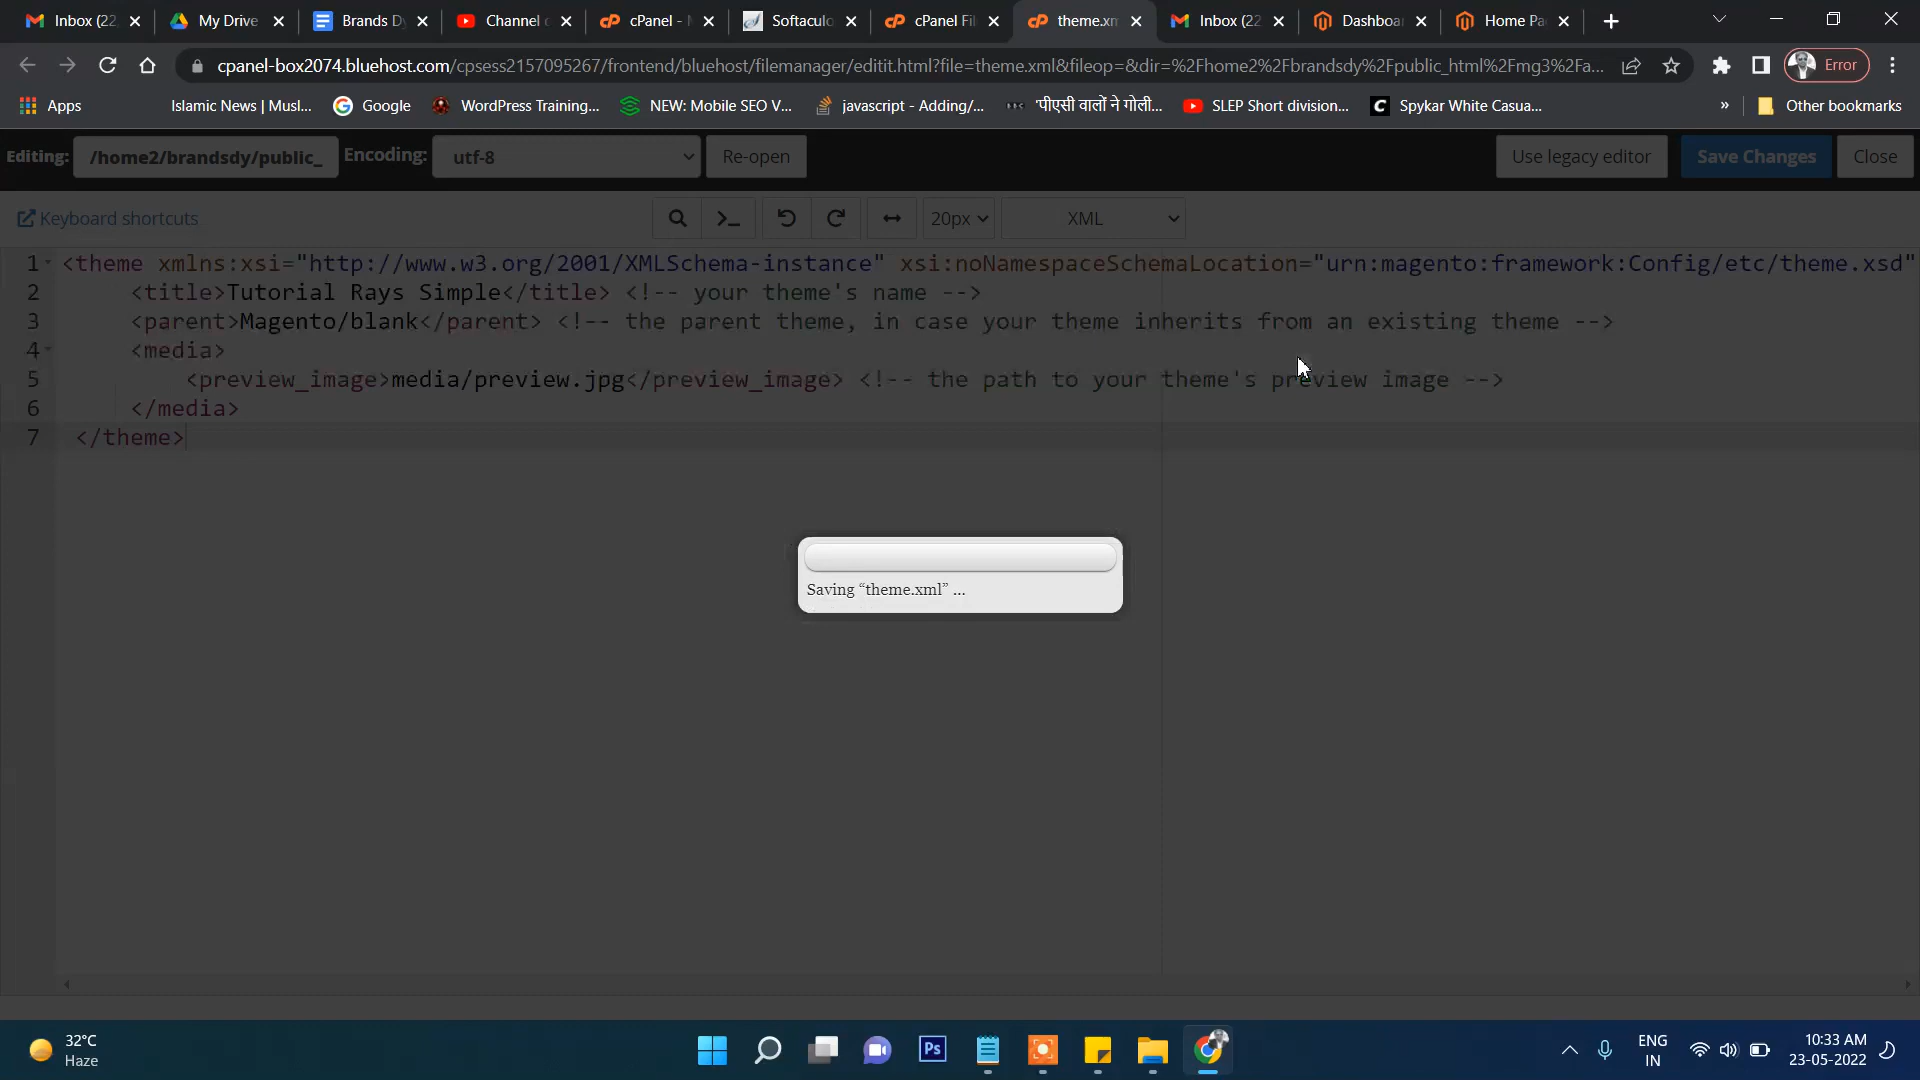 Inbox (22
My Drive
Brands Dy
Channel
cPanel -
Softaculo
cPanel Fil
theme.xm
Inbox (22
Dashboa
Home Pa
cpanel-box2074.bluehost.com/cpsess2157095267/frontend/bluehost/filemanager/editit.html?file=theme.xml&fileop=&dir=%2Fhome2%2Fbrandsdy%2Fpublic_html%2Fmg3%2Fa...
Error
Apps
Islamic News | Musl...
Google
WordPress Training...
NEW: Mobile SEO V...
javascript - Adding/...
'पीएसी वालों ने गोली...
SLEP Short division...
Spykar White Casua...
»
Other bookmarks
Editing: /home2/brandsdy/public_ Encoding: utf-8 Re-open Use legacy editor Save Changes Close
Keyboard shortcuts 20px XML
1 <theme xmlns:xsi="http://www.w3.org/2001/XMLSchema-instance" xsi:noNamespaceSchemaLocation="urn:magento:framework:Config/etc/theme.xsd"
2 <title>Tutorial Rays Simple</title> <!-- your theme's name -->
3 <parent>Magento/blank</parent> <!-- the parent theme, in case your theme inherits from an existing theme -->
4 <media>
5 <preview_image>media/preview.jpg</preview_image> <!-- the path to your theme's preview image -->
6 </media>
7 </theme>
Saving “theme.xml” ...
32°C
Haze
Ps
ENG
IN
10:33 AM
23-05-2022